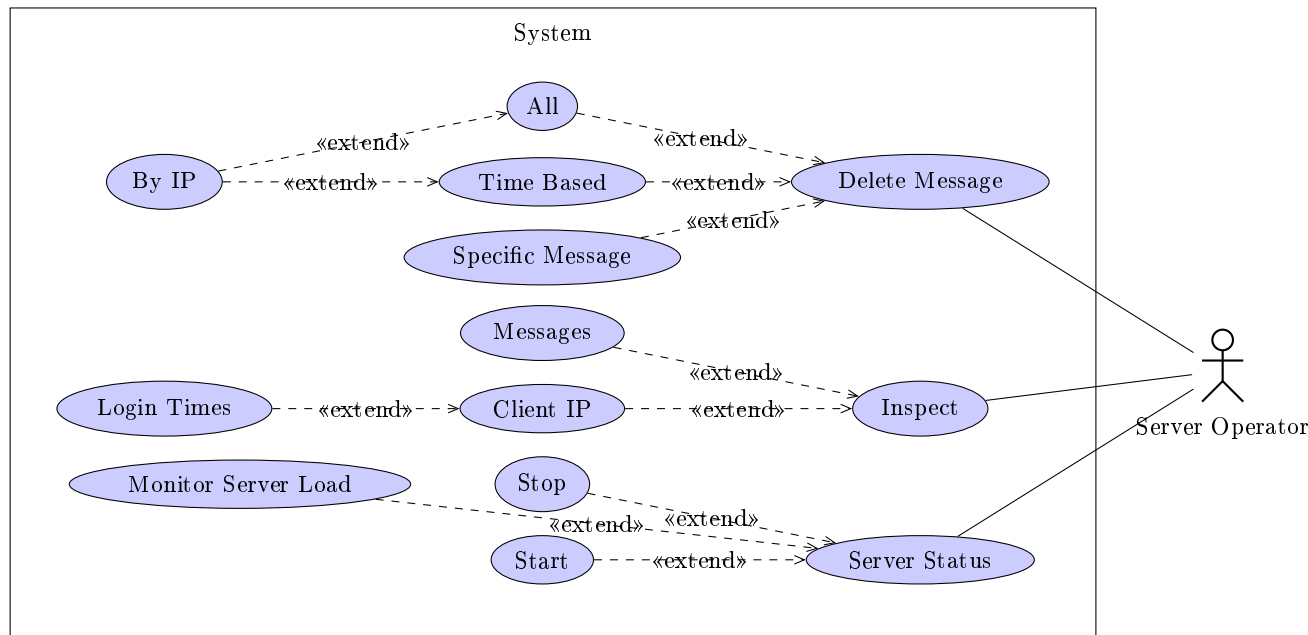 System
All
«extend»
«extend»
By IP
«extend»
Time Based
«extend»
Delete Message
«extend»
Specific Message
Messages
«extend»
Login Times
«extend»
Client IP
«extend»
Inspect
Server Operator
Monitor Server Load
Stop
«extend»
«extend»
Start
«extend»
Server Status